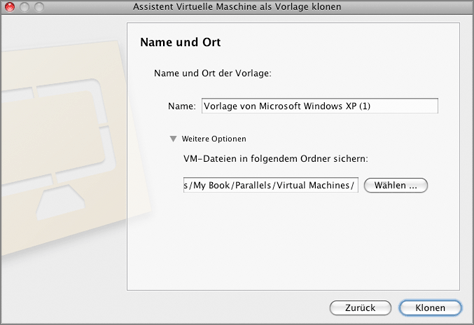 Assistent Virtuelle Maschine als Vorlage klonen
Name und Ort
Name und Ort der Vorlage:
Name: Vorlage von Microsoft Windows XP (1)
Weitere Optionen
VM-Dateien in folgendem Ordner sichern:
s/My Book/Parallels/Virtual Machines/ Wählen ...
Zurück Klonen